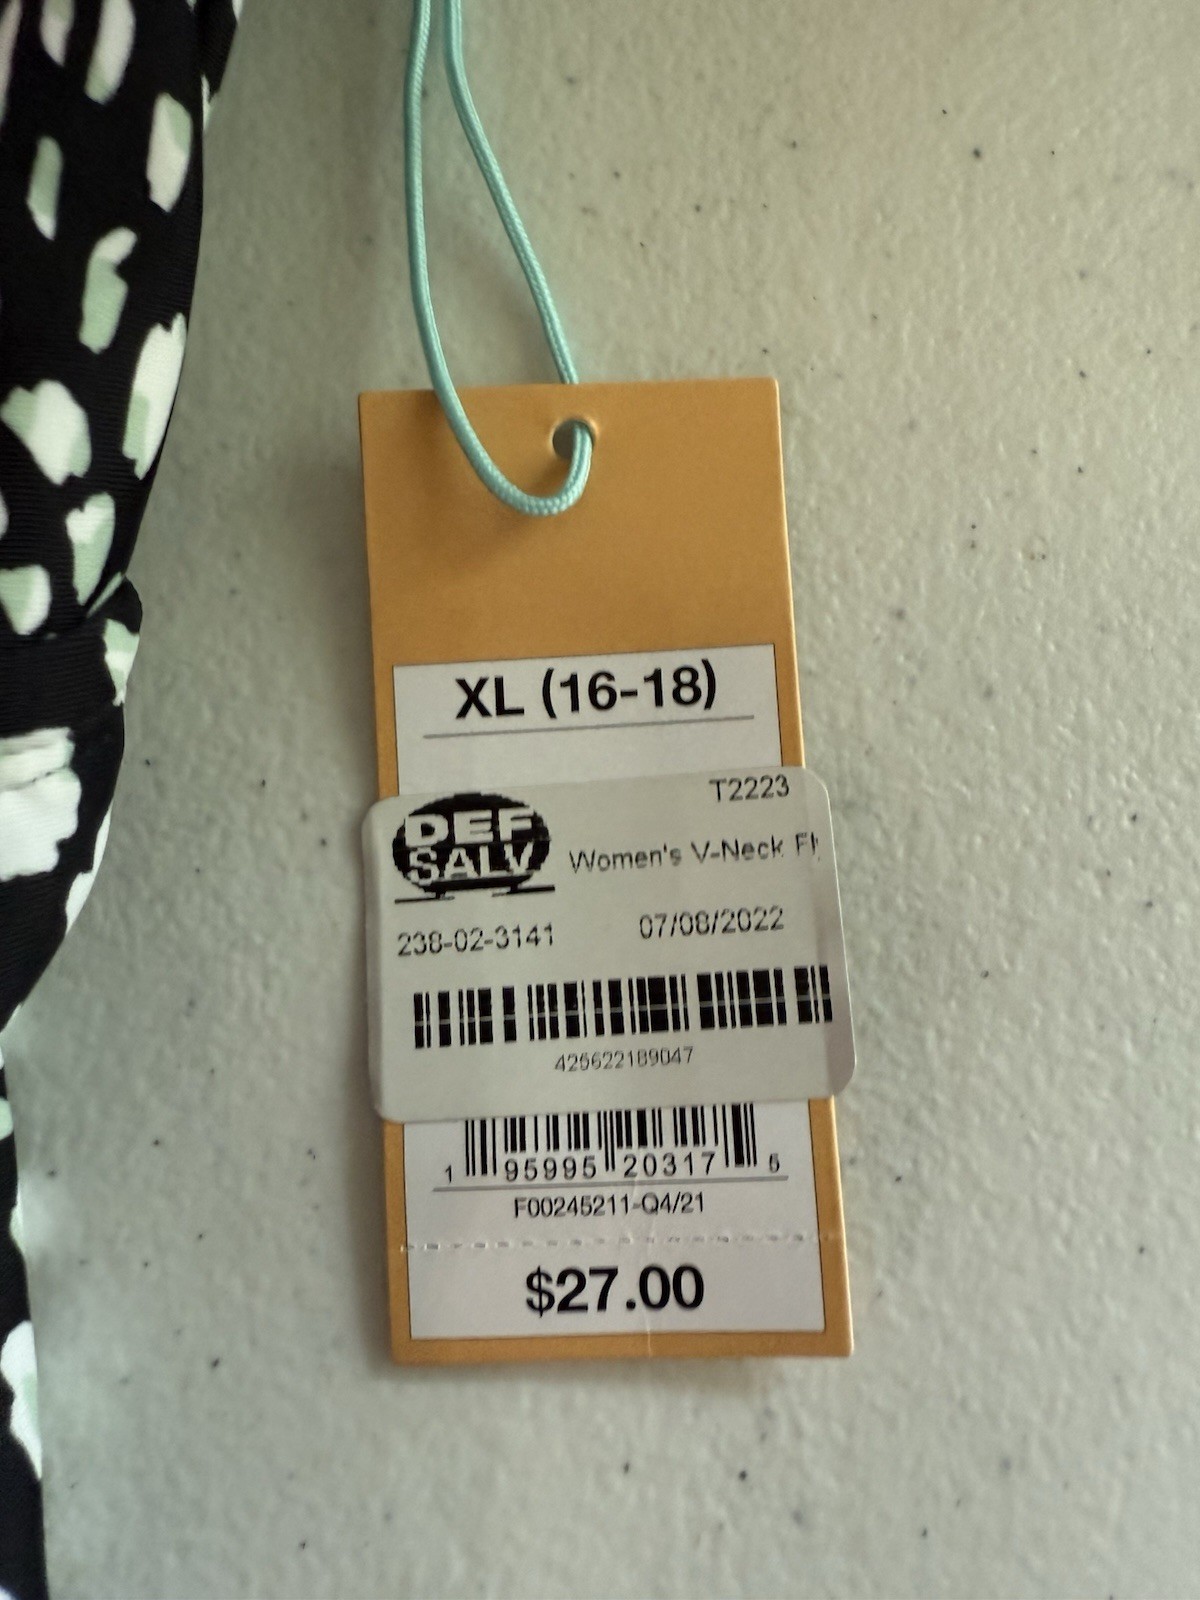 XL (16-18)
T2223
DEF
SALV
Women's V-Neck
238-02-3141 07/08/2022
425622189047
1 95995 20317 5
F00245211-Q4/21
$27.00